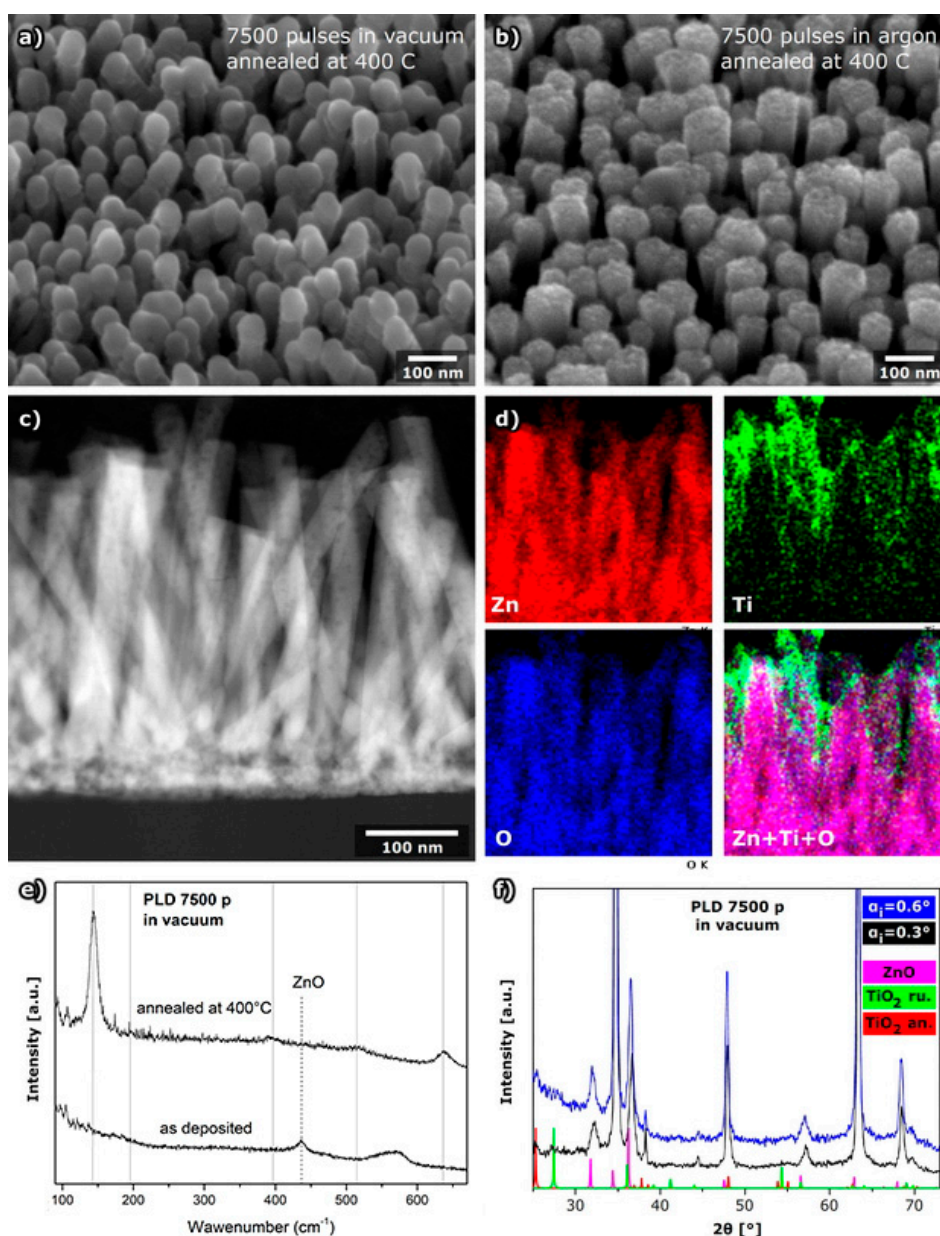 a)
7500 pulses in vacuum
annealed at 400 C
100 nm
b)
7500 pulses in argon
annealed at 400 C
100 nm
c)
100 nm
d)
Zn
Ti
O
O K
Zn+Ti+O
e)
PLD 7500 p
in vacuum
ZnO
annealed at 400°C
as deposited
Intensity [a.u.]
100 200 300 400 500 600
Wavenumber (cm⁻¹)
f)
PLD 7500 p
in vacuum
αᵢ=0.6°
αᵢ=0.3°
ZnO
TiO₂ ru.
TiO₂ an.
Intensity [a.u.]
30 40 50 60 70
2θ [°]